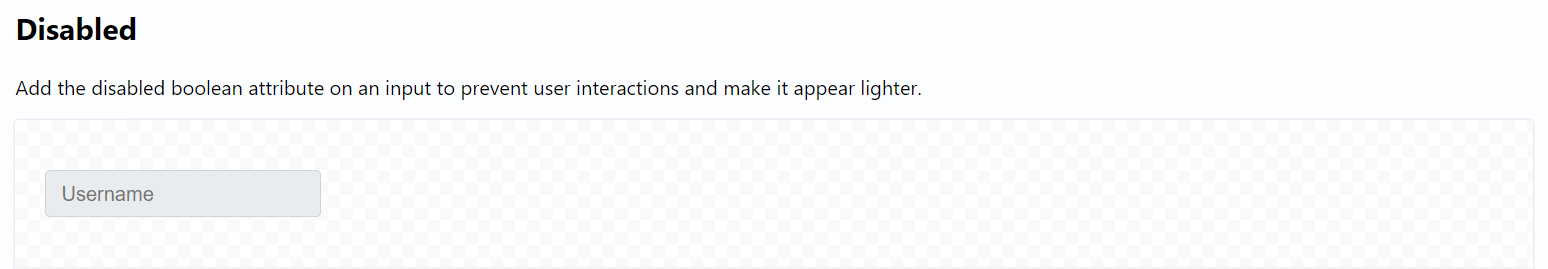 Disabled
Add the disabled boolean attribute on an input to prevent user interactions and make it appear lighter.
Username